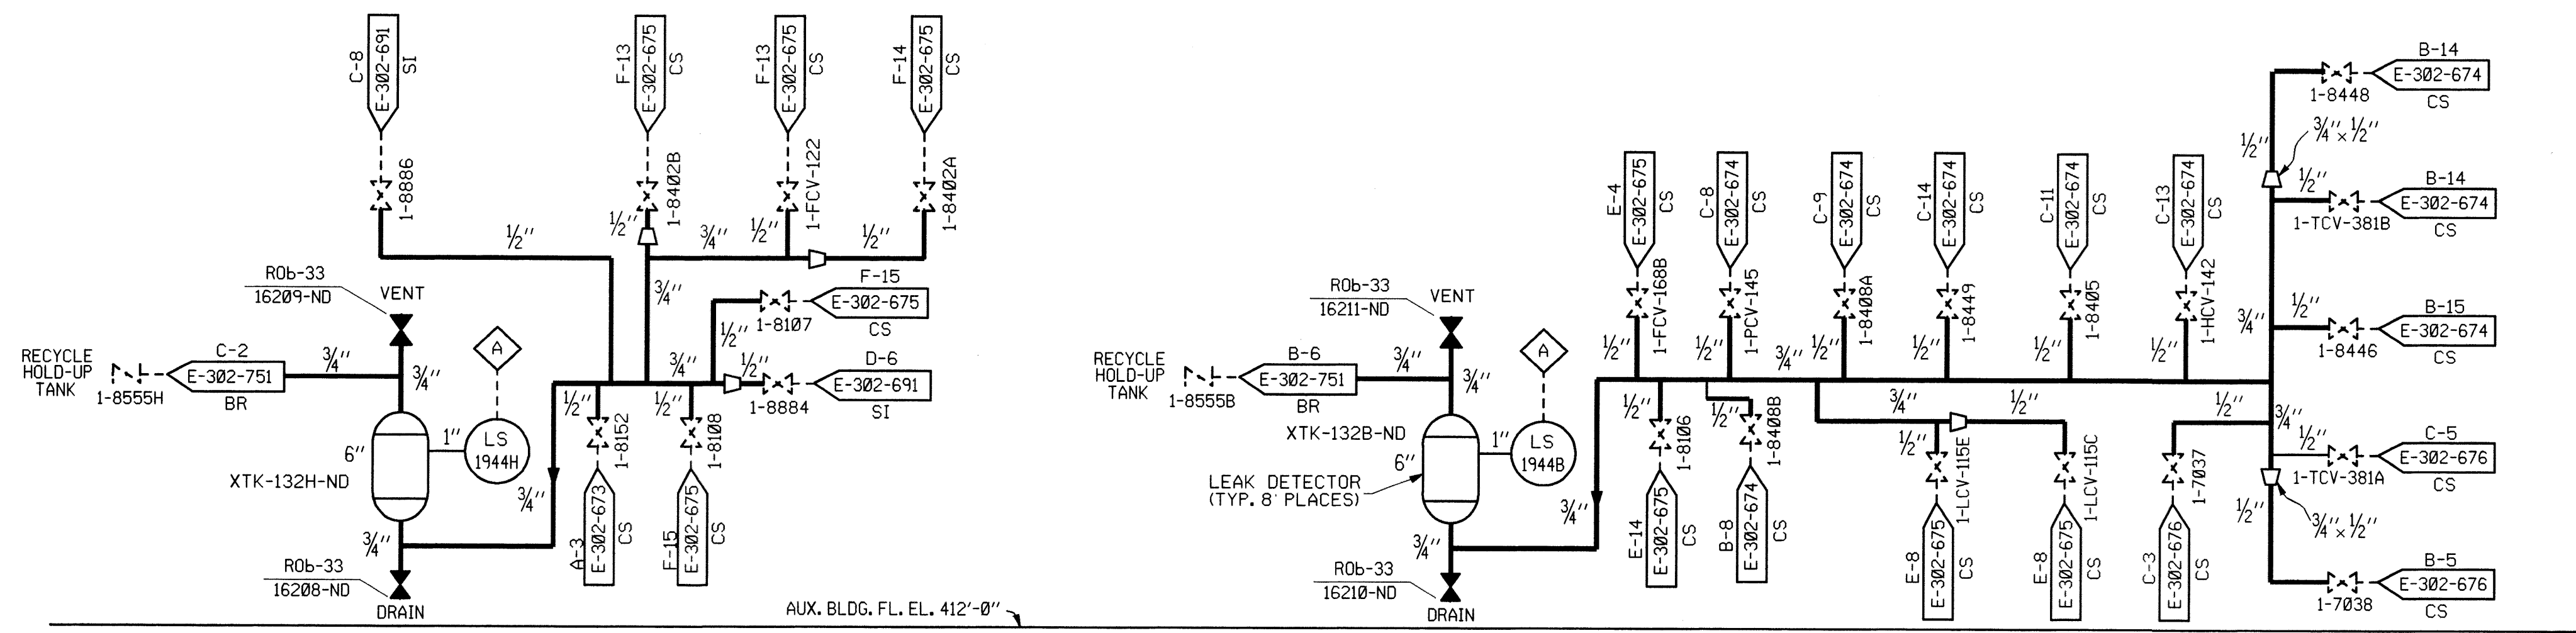 C-8
E-302-691
SI
1-8886
F-13
E-302-675
CS
1-8402B
F-13
E-302-675
CS
1-FCV-122
F-14
E-302-675
CS
1-8402A
1/2"
1/2"
3/4"
1/2"
1/2"
3/4"
F-15
E-302-675
CS
1-8107
1/2"
3/4"
1/2"
D-6
E-302-691
SI
1-8884
ROb-33
16209-ND
VENT
RECYCLE
HOLD-UP
TANK
1-8555H
C-2
E-302-751
BR
3/4"
3/4"
A
LS
1944H
1"
6"
XTK-132H-ND
3/4"
3/4"
ROb-33
16208-ND
DRAIN
1/2"
1-8152
A-3
E-302-673
CS
1/2"
1-8108
F-15
E-302-675
CS
AUX. BLDG. FL. EL. 412'-0"
ROb-33
16211-ND
VENT
RECYCLE
HOLD-UP
TANK
1-8555B
B-6
E-302-751
BR
3/4"
3/4"
A
LS
1944B
1"
6"
XTK-132B-ND
LEAK DETECTOR
(TYP. 8 PLACES)
3/4"
3/4"
ROb-33
16210-ND
DRAIN
E-4
E-302-675
CS
1-FCV-168B
1/2"
C-8
E-302-674
CS
1-PCV-145
1/2"
3/4"
C-9
E-302-674
CS
1-8408A
1/2"
C-14
E-302-674
CS
1-8449
1/2"
C-11
E-302-674
CS
1-8405
1/2"
C-13
E-302-674
CS
1-HCV-142
1/2"
1/2"
1-8106
E-14
E-302-675
CS
1/2"
1-8408B
B-8
E-302-674
CS
3/4"
1/2"
1/2"
1-LCV-115E
E-8
E-302-675
CS
1-LCV-115C
E-8
E-302-675
CS
1/2"
1-7037
C-3
E-302-676
CS
B-14
E-302-674
CS
1-8448
1/2"
3/4" x 1/2"
1/2"
B-14
E-302-674
CS
1-TCV-381B
3/4"
1/2"
B-15
E-302-674
CS
1-8446
3/4"
1/2"
C-5
E-302-676
CS
1-TCV-381A
1/2"
3/4" x 1/2"
B-5
E-302-676
CS
1-7038